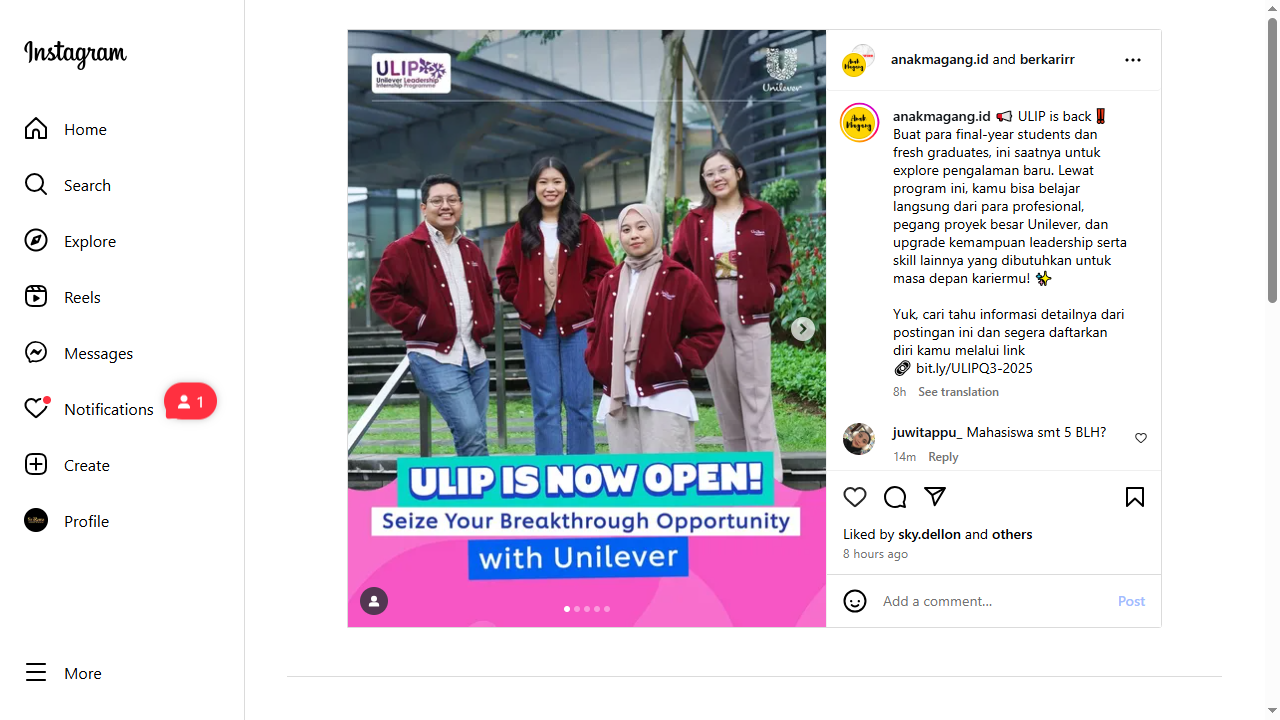 Instagram
Home
Search
Explore
Reels
Messages
Notifications
1
Create
Profile
More
ULIP
Unilever Leadership
Internship Programme
Unilever
ULIP IS NOW OPEN!
Seize Your Breakthrough Opportunity
with Unilever
anakmagang.id and berkarirr
Anak Magang
anakmagang.id 📢 ULIP is back‼️
Buat para final-year students dan
fresh graduates, ini saatnya untuk
explore pengalaman baru. Lewat
program ini, kamu bisa belajar
langsung dari para profesional,
pegang proyek besar Unilever, dan
upgrade kemampuan leadership serta
skill lainnya yang dibutuhkan untuk
masa depan kariermu! ✨
Yuk, cari tahu informasi detailnya dari
postingan ini dan segera daftarkan
diri kamu melalui link
🔗 bit.ly/ULIPQ3-2025
8h See translation
juwitappu_ Mahasiswa smt 5 BLH?
14m Reply
Liked by sky.dellon and others
8 hours ago
Add a comment...
Post